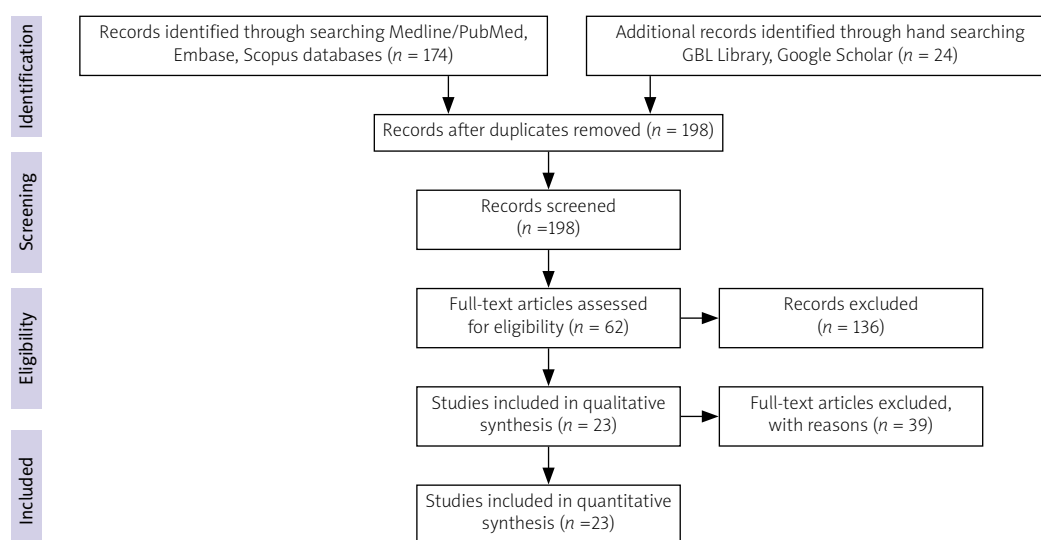 Identification
Records identified through searching Medline/PubMed,
Embase, Scopus databases (n = 174)
Additional records identified through hand searching
GBL Library, Google Scholar (n = 24)
Records after duplicates removed (n = 198)
Screening
Records screened
(n =198)
Eligibility
Full-text articles assessed
for eligibility (n = 62)
Records excluded
(n = 136)
Studies included in qualitative
synthesis (n = 23)
Full-text articles excluded,
with reasons (n = 39)
Included
Studies included in quantitative
synthesis (n =23)